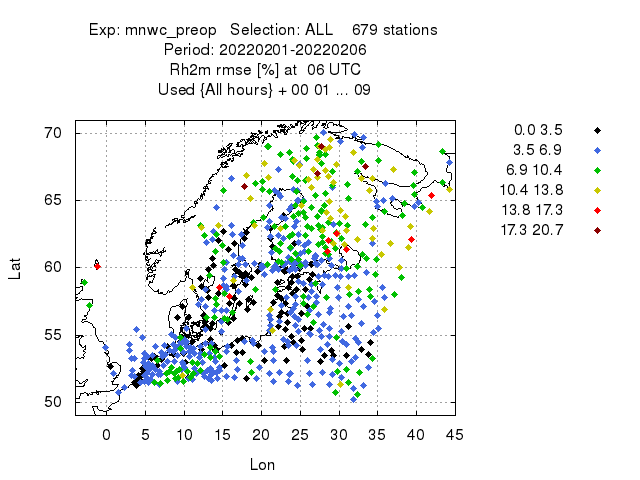 Exp: mnwc_preop   Selection: ALL    679 stations
Period: 20220201-20220206
Rh2m rmse [%] at  06 UTC
Used {All hours} + 00 01 ... 09
0.0 3.5
3.5 6.9
6.9 10.4
10.4 13.8
13.8 17.3
17.3 20.7
70
65
60
55
50
Lat
0 5 10 15 20 25 30 35 40 45
Lon